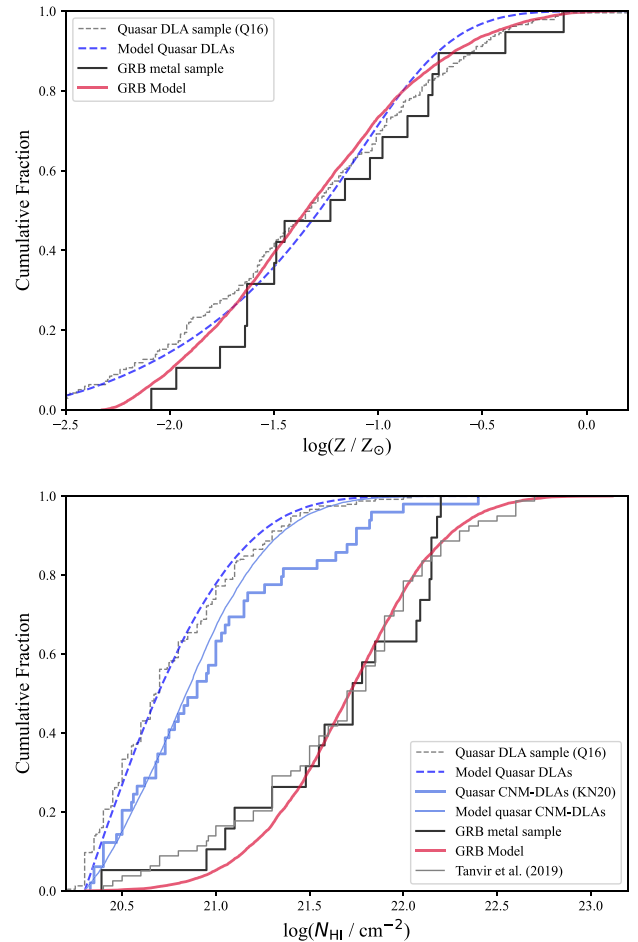 1.0
0.8
0.6
0.4
0.2
0.0
Cumulative Fraction
Quasar DLA sample (Q16)
Model Quasar DLAs
GRB metal sample
GRB Model
−2.5 −2.0 −1.5 −1.0 −0.5 0.0
log(Z / Z⊙)
1.0
0.8
0.6
0.4
0.2
0.0
Cumulative Fraction
Quasar DLA sample (Q16)
Model Quasar DLAs
Quasar CNM-DLAs (KN20)
Model quasar CNM-DLAs
GRB metal sample
GRB Model
Tanvir et al. (2019)
20.5 21.0 21.5 22.0 22.5 23.0
log(N_HI / cm⁻²)